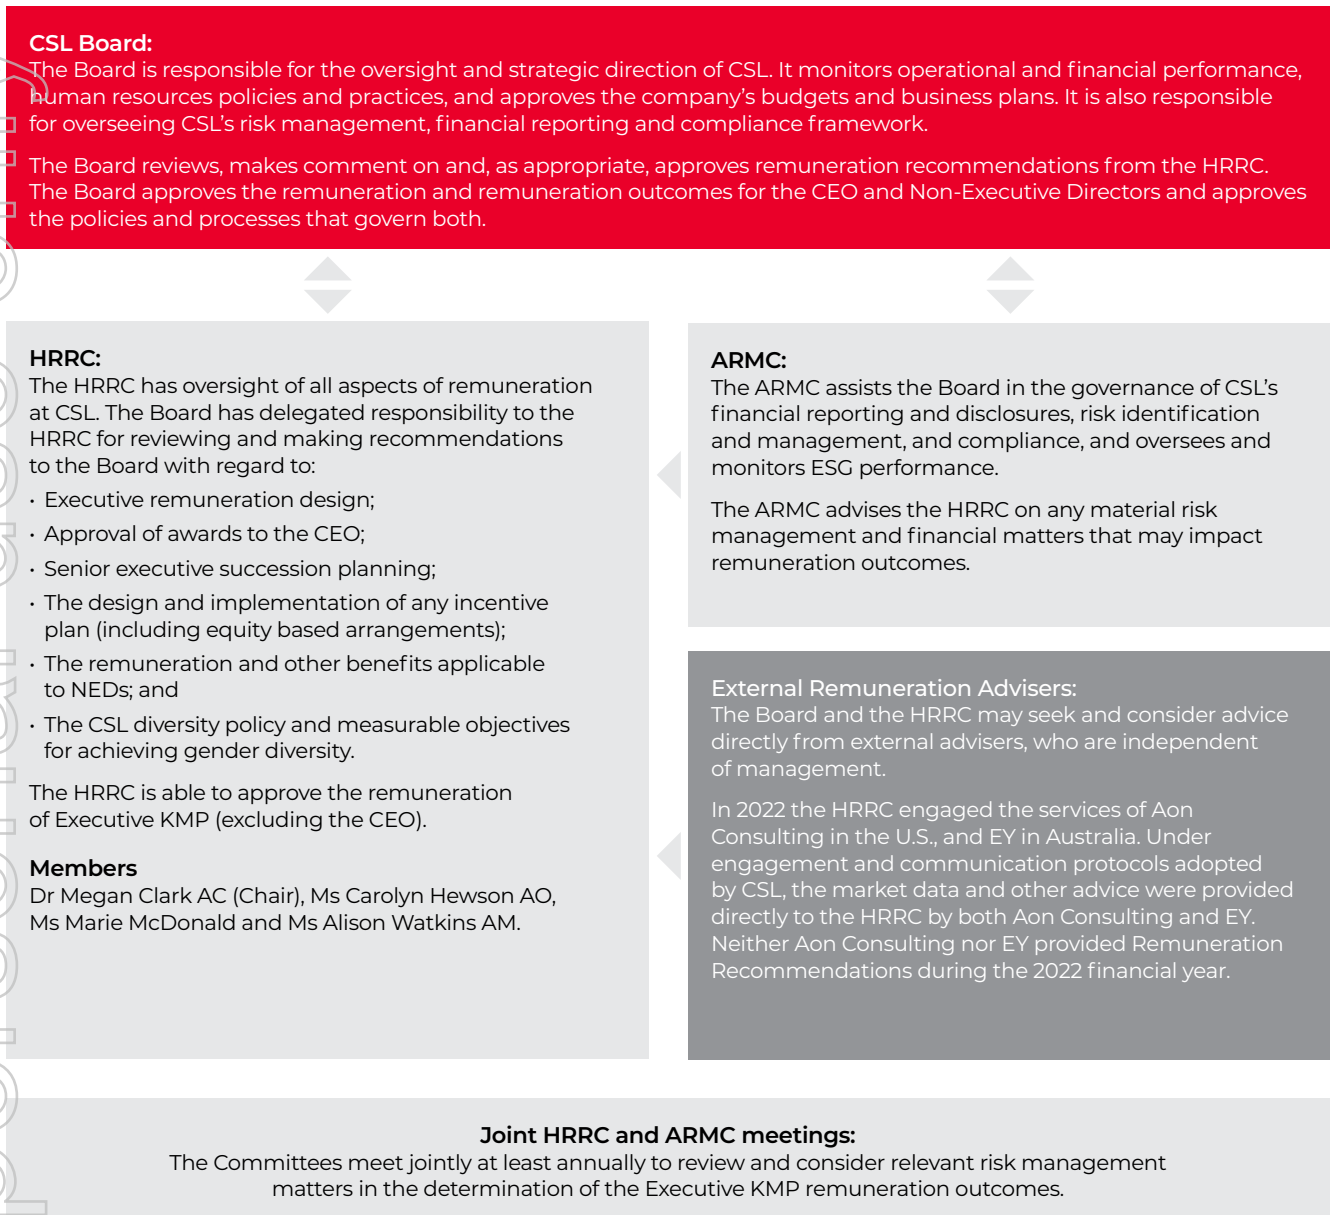 CSL Board:
The Board is responsible for the oversight and strategic direction of CSL. It monitors operational and financial performance,
human resources policies and practices, and approves the company’s budgets and business plans. It is also responsible
for overseeing CSL’s risk management, financial reporting and compliance framework.
The Board reviews, makes comment on and, as appropriate, approves remuneration recommendations from the HRRC.
The Board approves the remuneration and remuneration outcomes for the CEO and Non-Executive Directors and approves
the policies and processes that govern both.
HRRC:
The HRRC has oversight of all aspects of remuneration
at CSL. The Board has delegated responsibility to the
HRRC for reviewing and making recommendations
to the Board with regard to:
· Executive remuneration design;
· Approval of awards to the CEO;
· Senior executive succession planning;
· The design and implementation of any incentive
plan (including equity based arrangements);
· The remuneration and other benefits applicable
to NEDs; and
· The CSL diversity policy and measurable objectives
for achieving gender diversity.
The HRRC is able to approve the remuneration
of Executive KMP (excluding the CEO).
Members
Dr Megan Clark AC (Chair), Ms Carolyn Hewson AO,
Ms Marie McDonald and Ms Alison Watkins AM.
ARMC:
The ARMC assists the Board in the governance of CSL’s
financial reporting and disclosures, risk identification
and management, and compliance, and oversees and
monitors ESG performance.
The ARMC advises the HRRC on any material risk
management and financial matters that may impact
remuneration outcomes.
External Remuneration Advisers:
The Board and the HRRC may seek and consider advice
directly from external advisers, who are independent
of management.
In 2022 the HRRC engaged the services of Aon
Consulting in the U.S., and EY in Australia. Under
engagement and communication protocols adopted
by CSL, the market data and other advice were provided
directly to the HRRC by both Aon Consulting and EY.
Neither Aon Consulting nor EY provided Remuneration
Recommendations during the 2022 financial year.
Joint HRRC and ARMC meetings:
The Committees meet jointly at least annually to review and consider relevant risk management
matters in the determination of the Executive KMP remuneration outcomes.